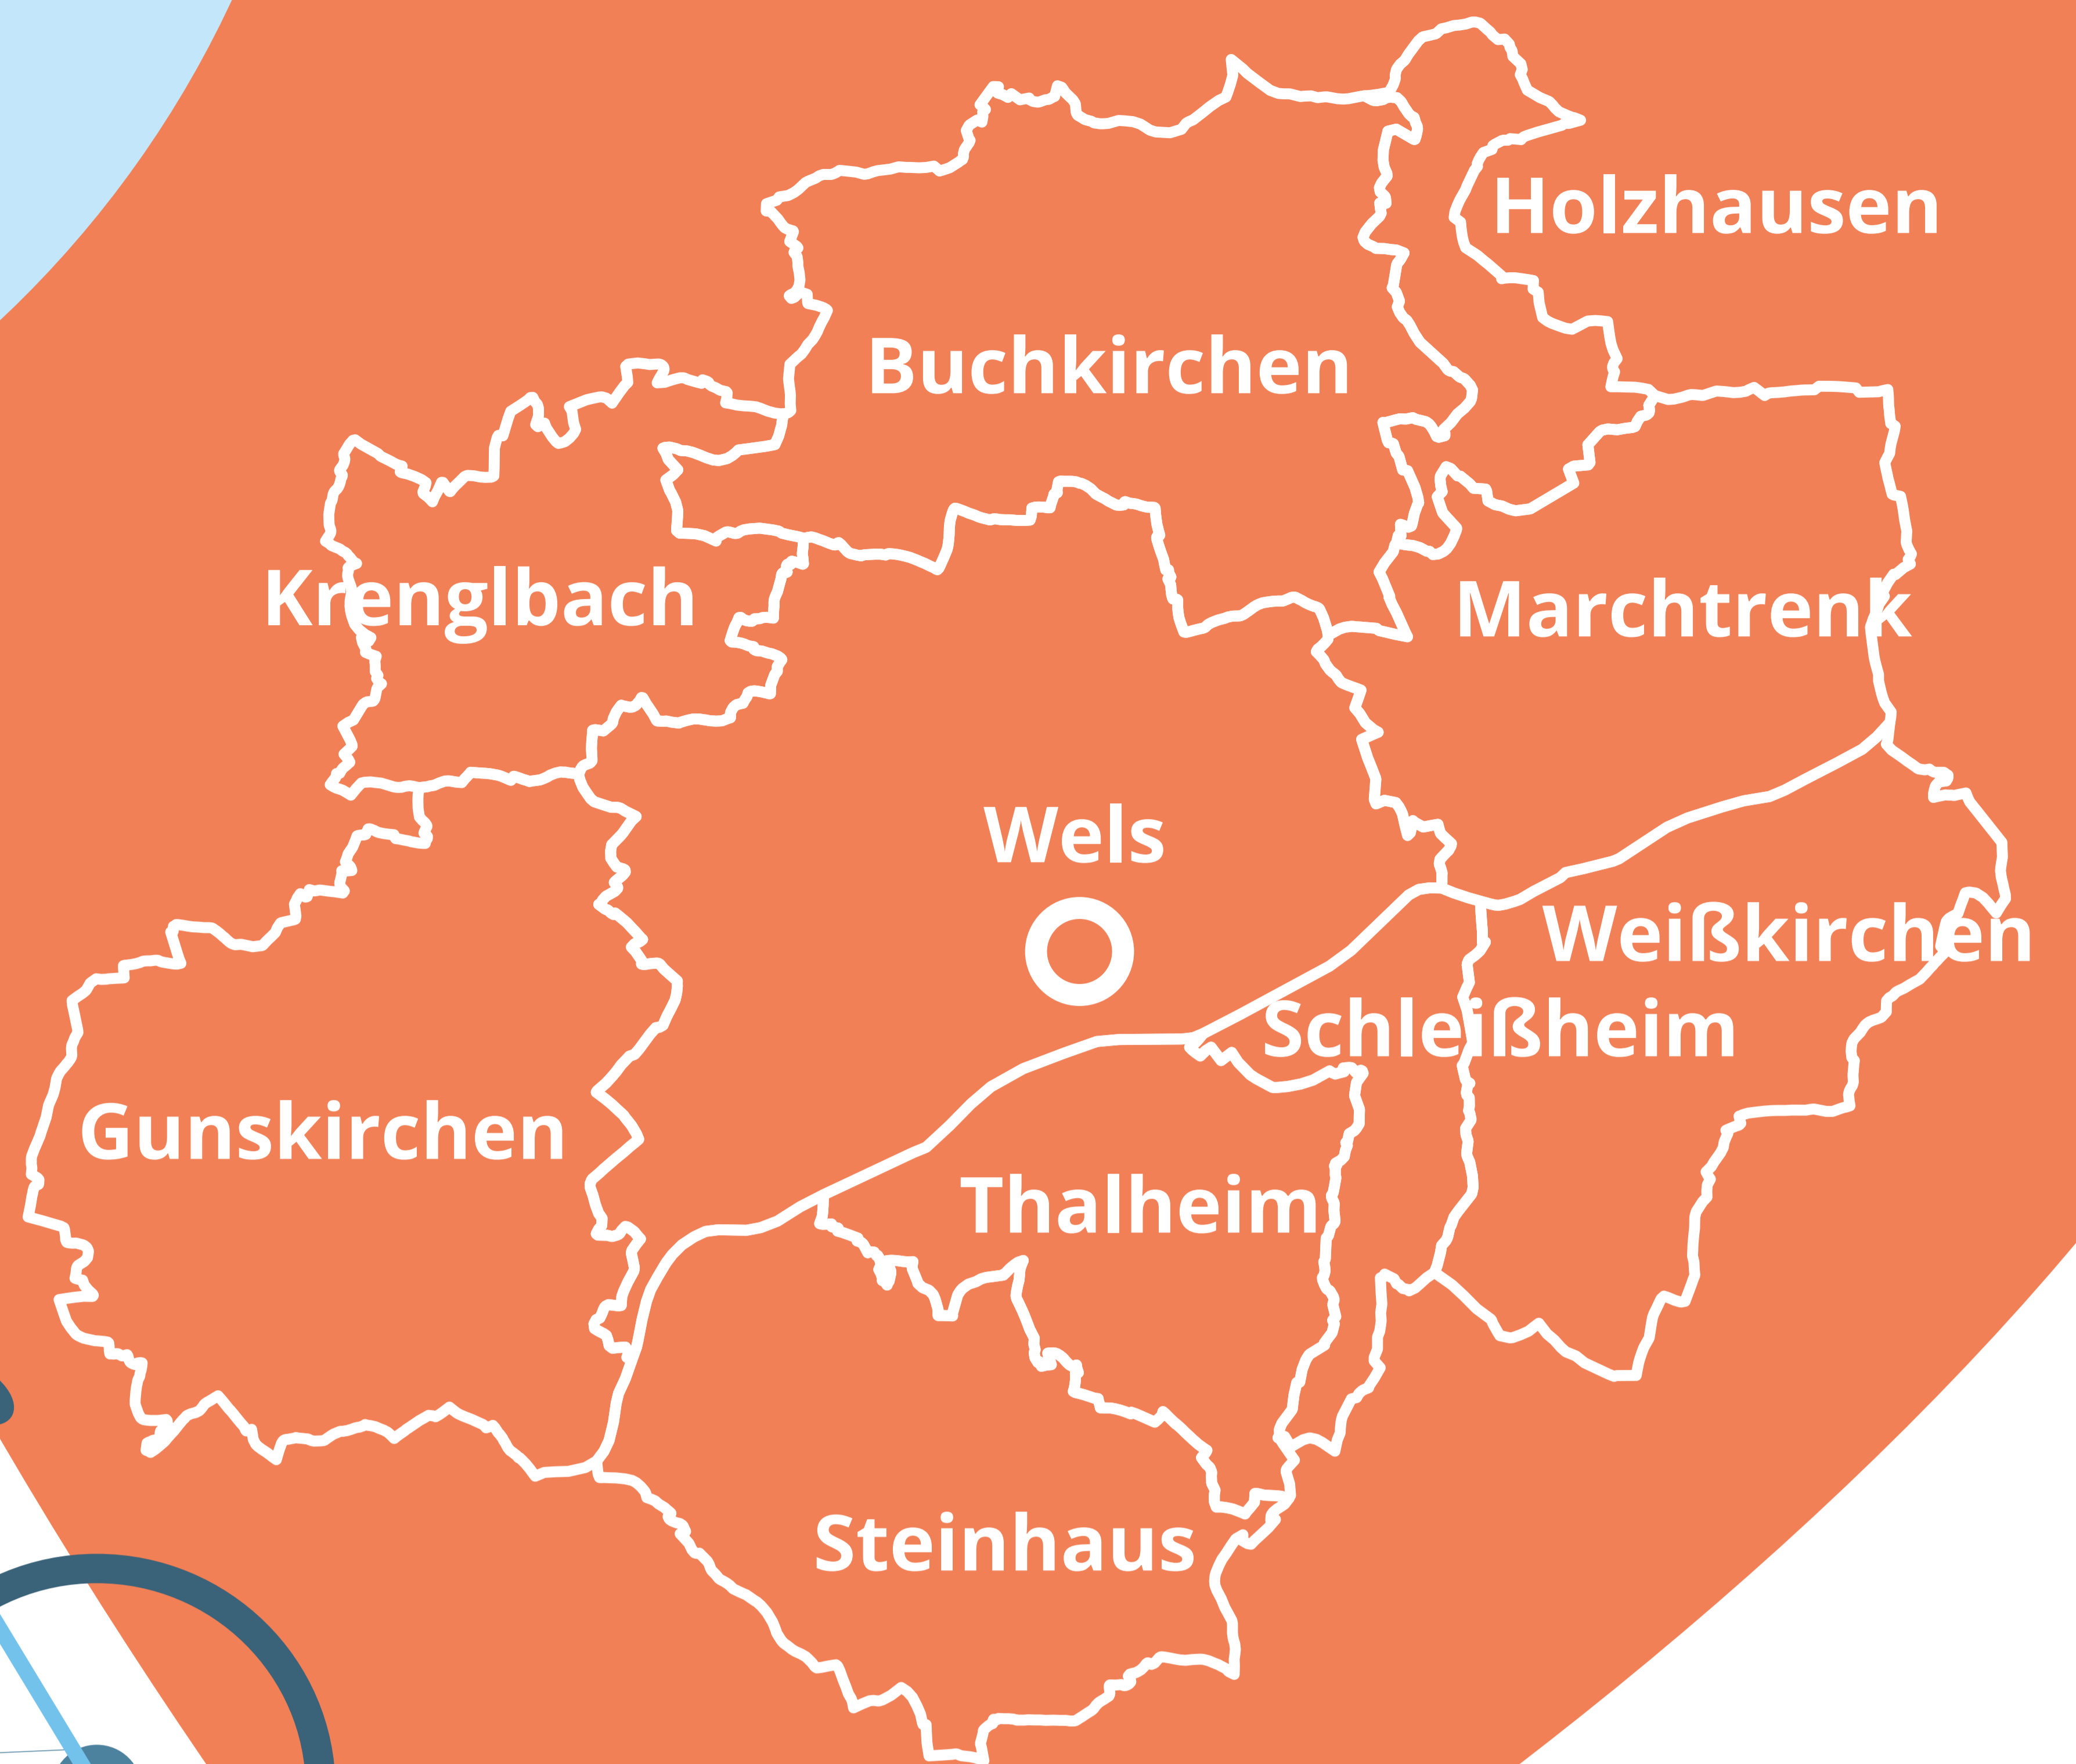 Holzhausen
Buchkirchen
Krenglbach
Marchtrenk
Wels
Weißkirchen
Schleißheim
Gunskirchen
Thalheim
Steinhaus